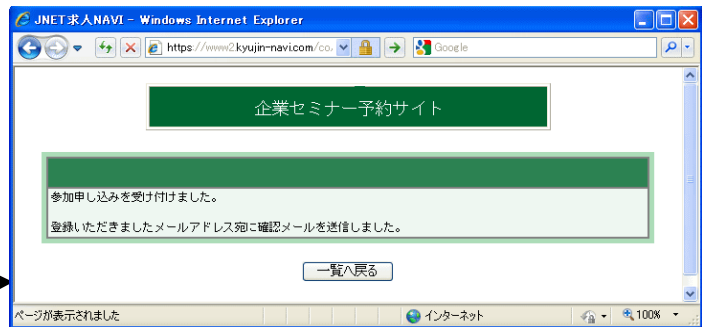 JNET求人NAVI - Windows Internet Explorer
https://www2.kyujin-navi.com/co.
Google
企業セミナー予約サイト
参加申し込みを受け付けました。
登録いただきましたメールアドレス宛に確認メールを送信しました。
一覧へ戻る
ページが表示されました
インターネット
100%